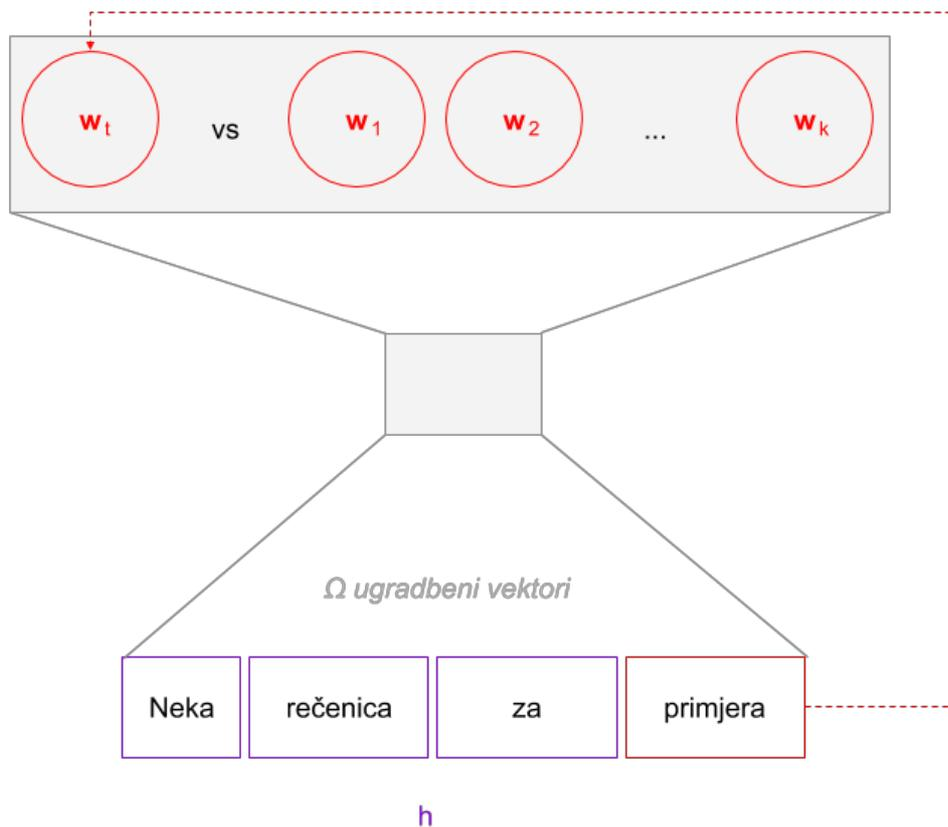 w t vs w 1 w 2 ... w k
Ω ugradbeni vektori
Neka rečenica za primjera
h